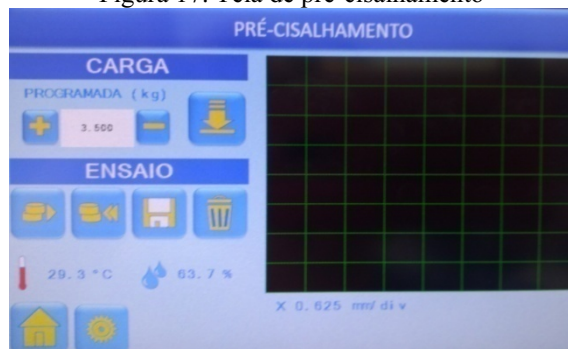 Figura 17: Tela de pré-cisalhamento
PRÉ-CISALHAMENTO
CARGA
PROGRAMADA (kg)
3.500
ENSAIO
29.3 °C
63.7 %
X 0.625 mm/div